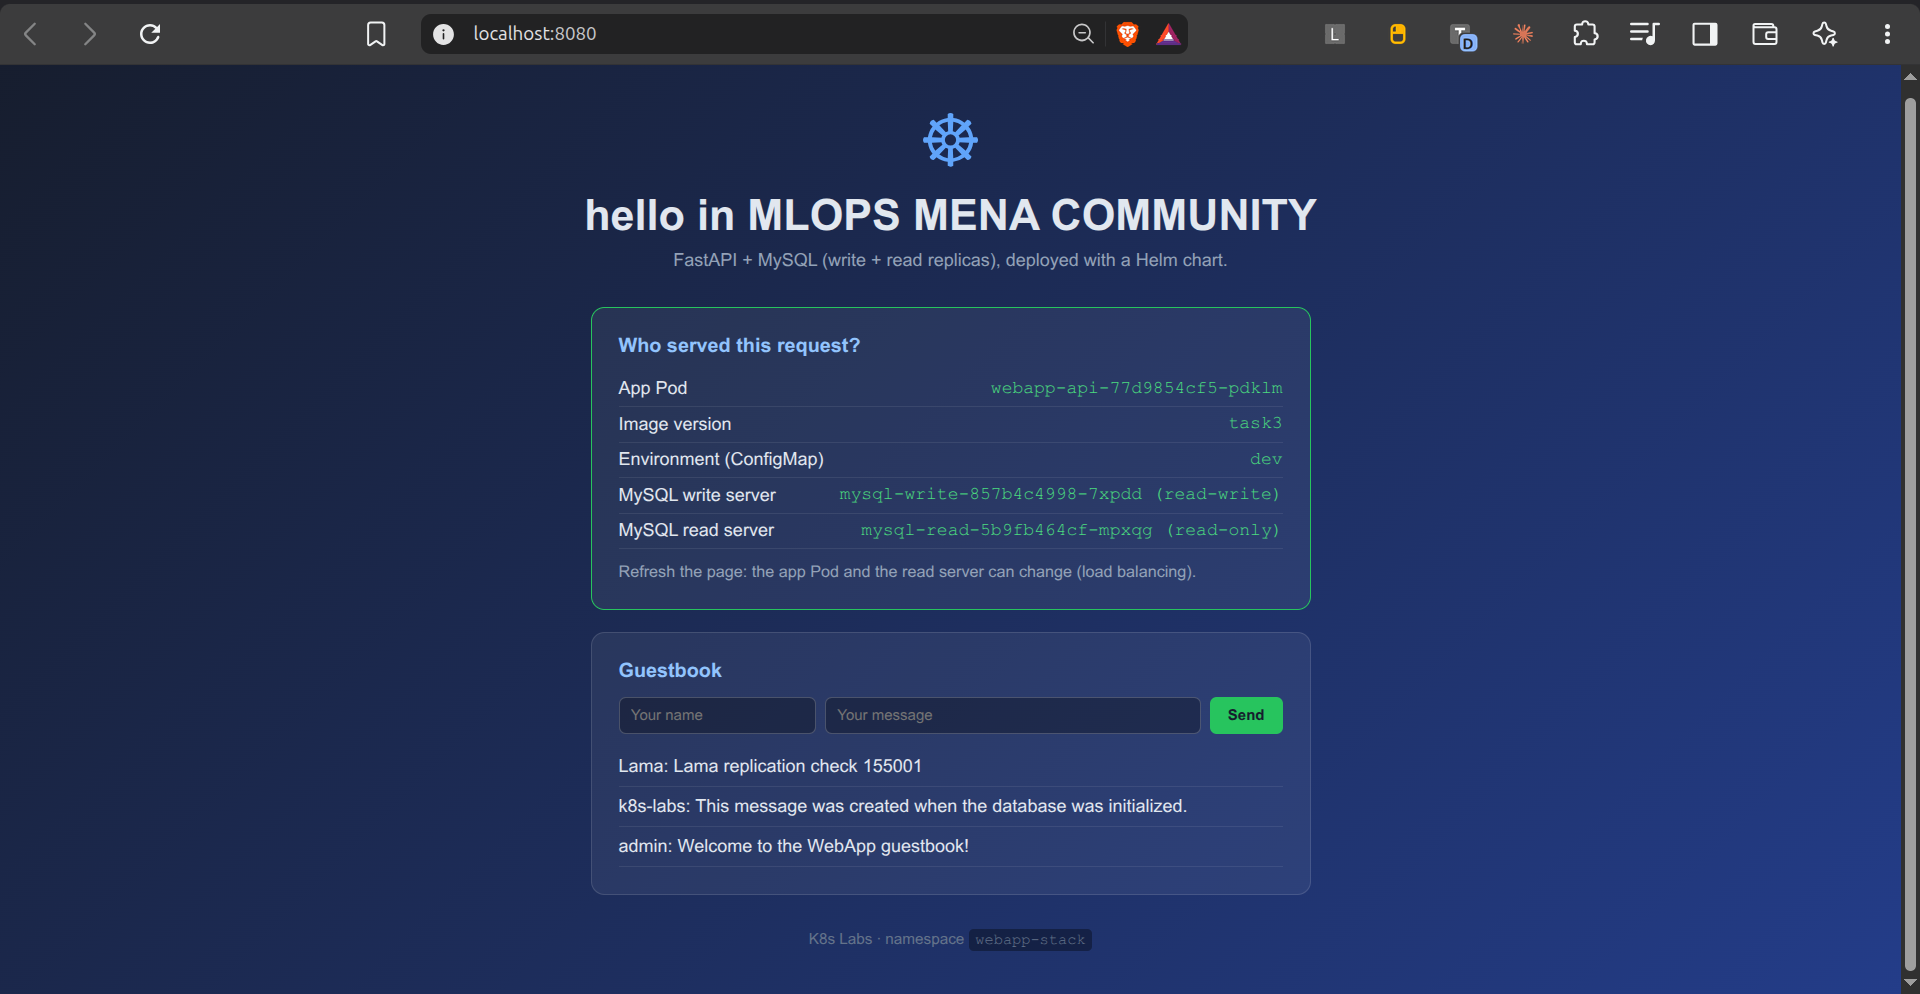 localhost:8080
L
T
D
hello in MLOPS MENA COMMUNITY
FastAPI + MySQL (write + read replicas), deployed with a Helm chart.
Who served this request?
App Pod webapp-api-77d9854cf5-pdklm
Image version task3
Environment (ConfigMap) dev
MySQL write server mysql-write-857b4c4998-7xpdd (read-write)
MySQL read server mysql-read-5b9fb464cf-mpxqg (read-only)
Refresh the page: the app Pod and the read server can change (load balancing).
Guestbook
Your name Your message Send
Lama: Lama replication check 155001
k8s-labs: This message was created when the database was initialized.
admin: Welcome to the WebApp guestbook!
K8s Labs · namespace webapp-stack